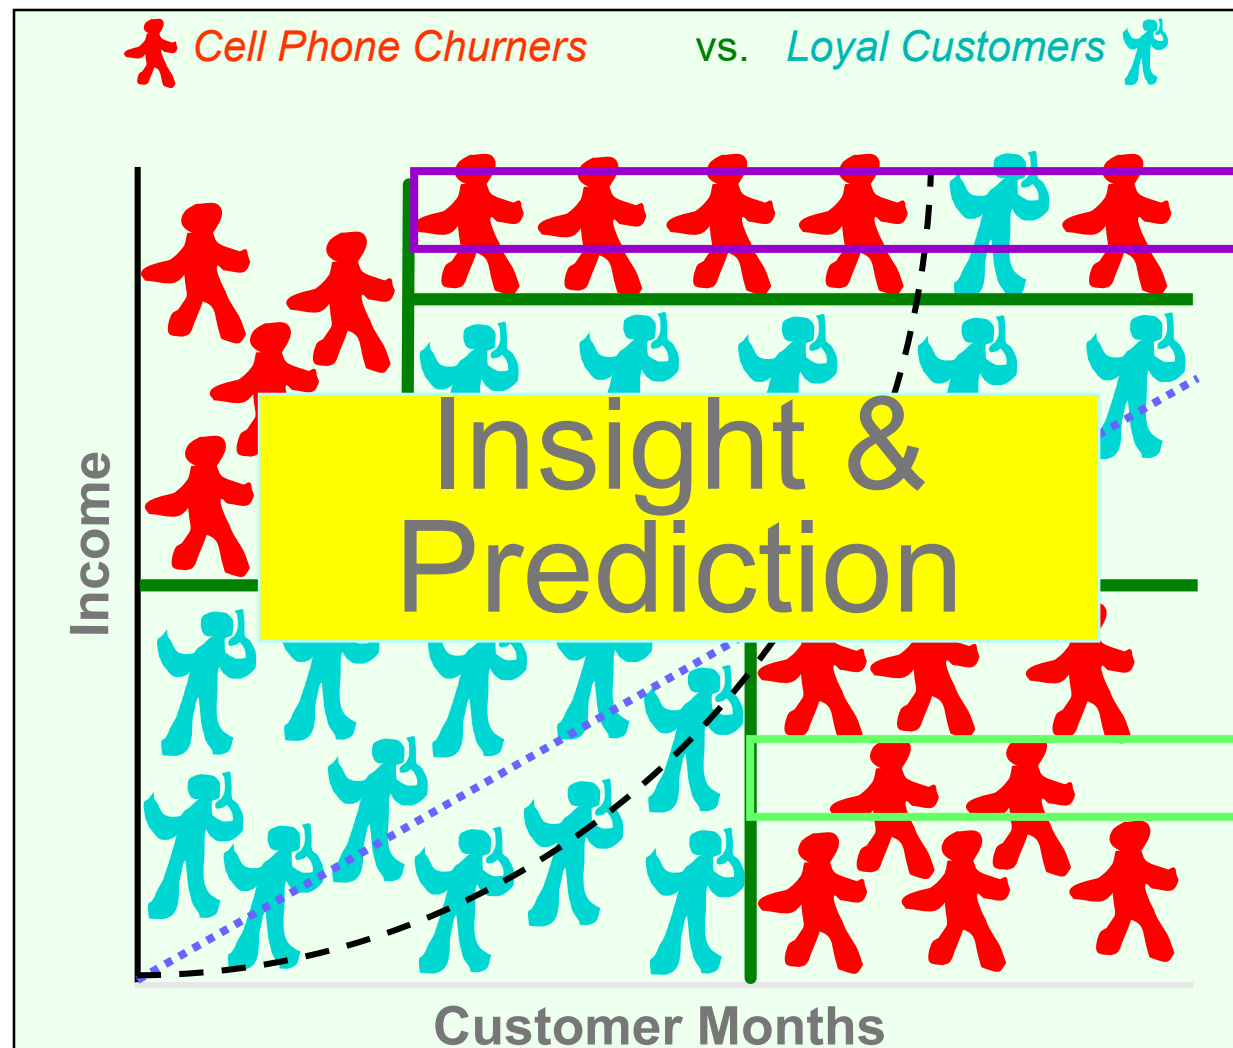 Cell Phone Churners vs. Loyal Customers
Insight &
Prediction
Income
Customer Months